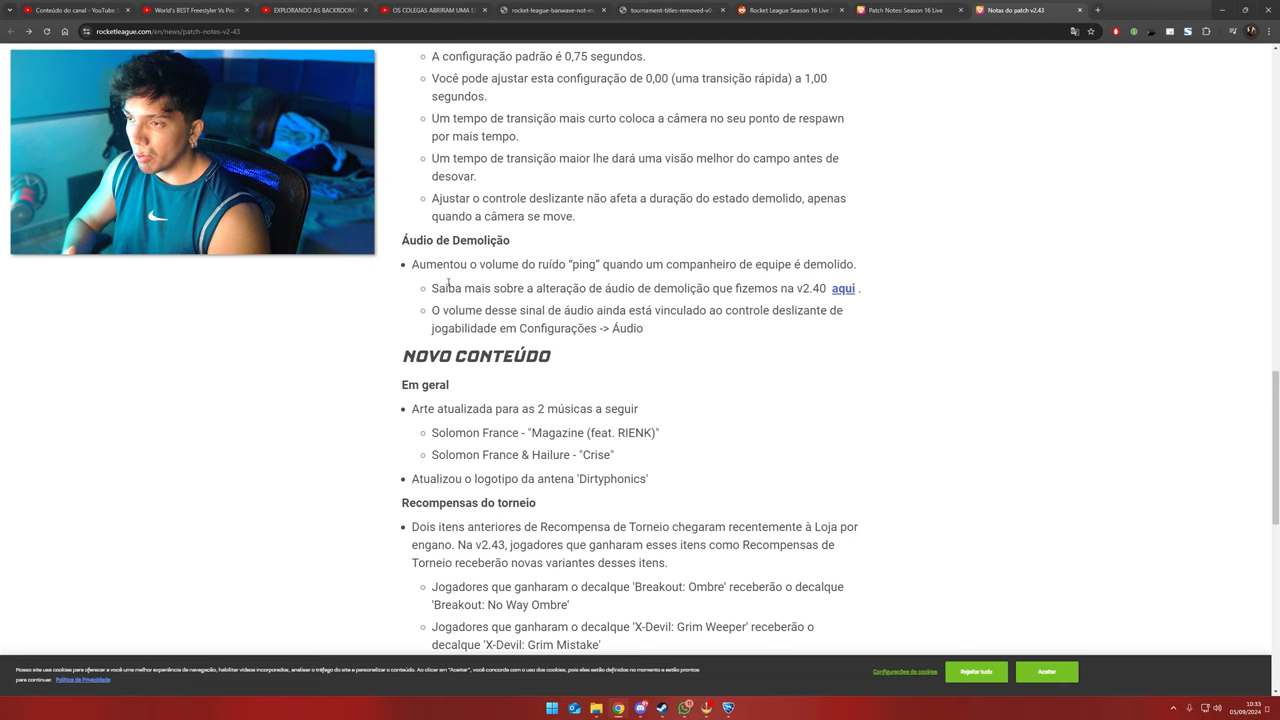 Conteúdo do canal - YouTube S
World's BEST Freestyler Vs Pro
EXPLORANDO AS BACKROOM
OS COLEGAS ABRIRAM UMA E
rocket-league-banwave-not-m
tournament-titles-removed-v0
Rocket League Season 16 Live
Patch Notes: Season 16 Live
Notas do patch v2.43
rocketleague.com/en/news/patch-notes-v2-43
A configuração padrão é 0,75 segundos.
Você pode ajustar esta configuração de 0,00 (uma transição rápida) a 1,00
segundos.
Um tempo de transição mais curto coloca a câmera no seu ponto de respawn
por mais tempo.
Um tempo de transição maior lhe dará uma visão melhor do campo antes de
desovar.
Ajustar o controle deslizante não afeta a duração do estado demolido, apenas
quando a câmera se move.
Áudio de Demolição
Aumentou o volume do ruído “ping” quando um companheiro de equipe é demolido.
Saiba mais sobre a alteração de áudio de demolição que fizemos na v2.40 aqui .
O volume desse sinal de áudio ainda está vinculado ao controle deslizante de
jogabilidade em Configurações -> Áudio
NOVO CONTEÚDO
Em geral
Arte atualizada para as 2 músicas a seguir
Solomon France - "Magazine (feat. RIENK)"
Solomon France & Hailure - "Crise"
Atualizou o logotipo da antena 'Dirtyphonics'
Recompensas do torneio
Dois itens anteriores de Recompensa de Torneio chegaram recentemente à Loja por
engano. Na v2.43, jogadores que ganharam esses itens como Recompensas de
Torneio receberão novas variantes desses itens.
Jogadores que ganharam o decalque 'Breakout: Ombre' receberão o decalque
'Breakout: No Way Ombre'
Jogadores que ganharam o decalque 'X-Devil: Grim Weeper' receberão o
decalque 'X-Devil: Grim Mistake'
Nosso site usa cookies para oferecer a você uma melhor experiência de navegação, habilitar vídeos incorporados, analisar o tráfego do site e personalizar o conteúdo. Ao clicar em "Aceitar", você concorda com o uso dos cookies, pois eles estão definidos no momento e estão prontos
para continuar. Política de Privacidade
Configurações de cookies
Rejeitar tudo
Aceitar
10:33
05/09/2024